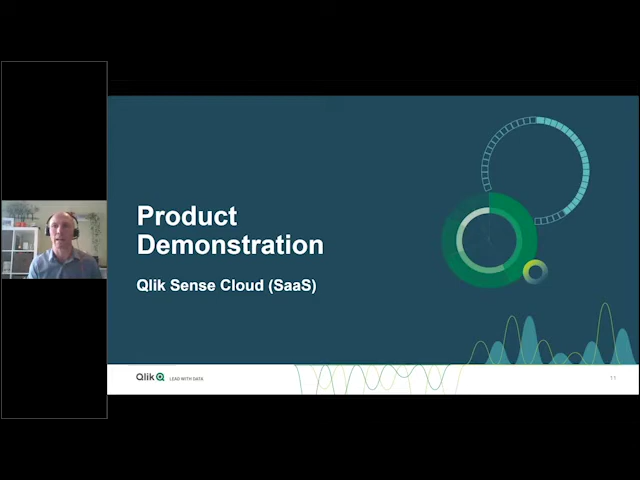 Product
Demonstration
Qlik Sense Cloud (SaaS)
Qlik LEAD WITH DATA
11